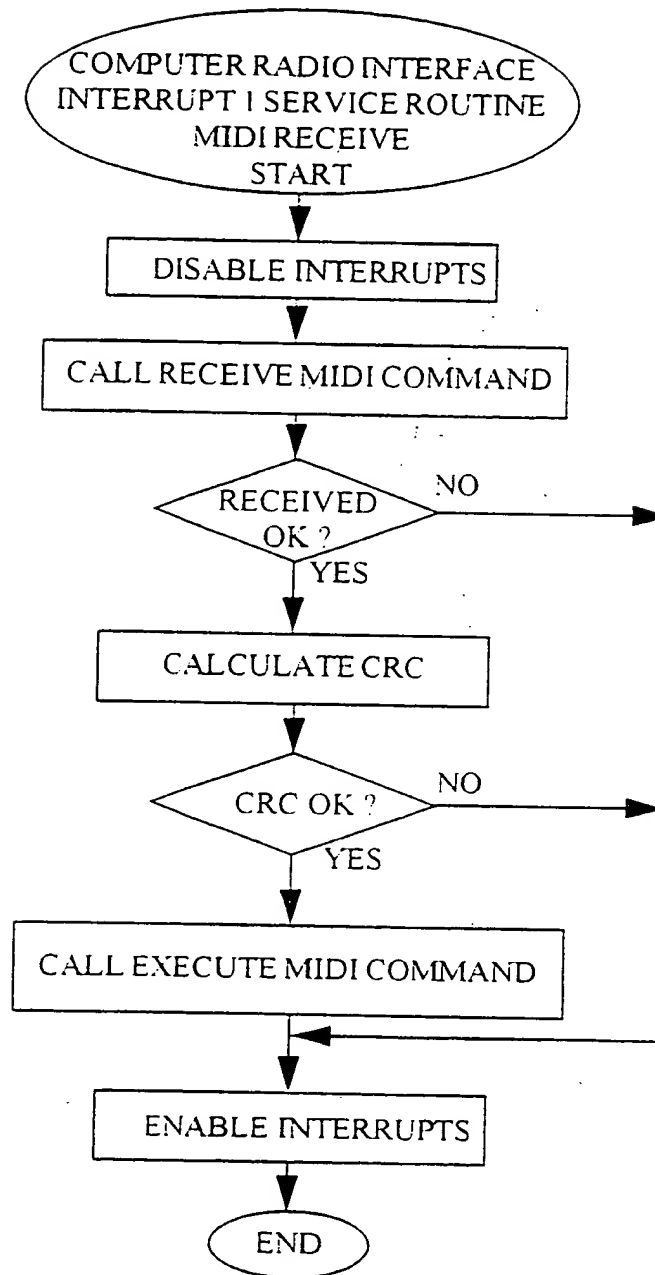 COMPUTER RADIO INTERFACE
INTERRUPT 1 SERVICE ROUTINE
MIDI RECEIVE
START
DISABLE INTERRUPTS
CALL RECEIVE MIDI COMMAND
RECEIVED
OK ?
NO
YES
CALCULATE CRC
CRC OK ?
NO
YES
CALL EXECUTE MIDI COMMAND
ENABLE INTERRUPTS
END